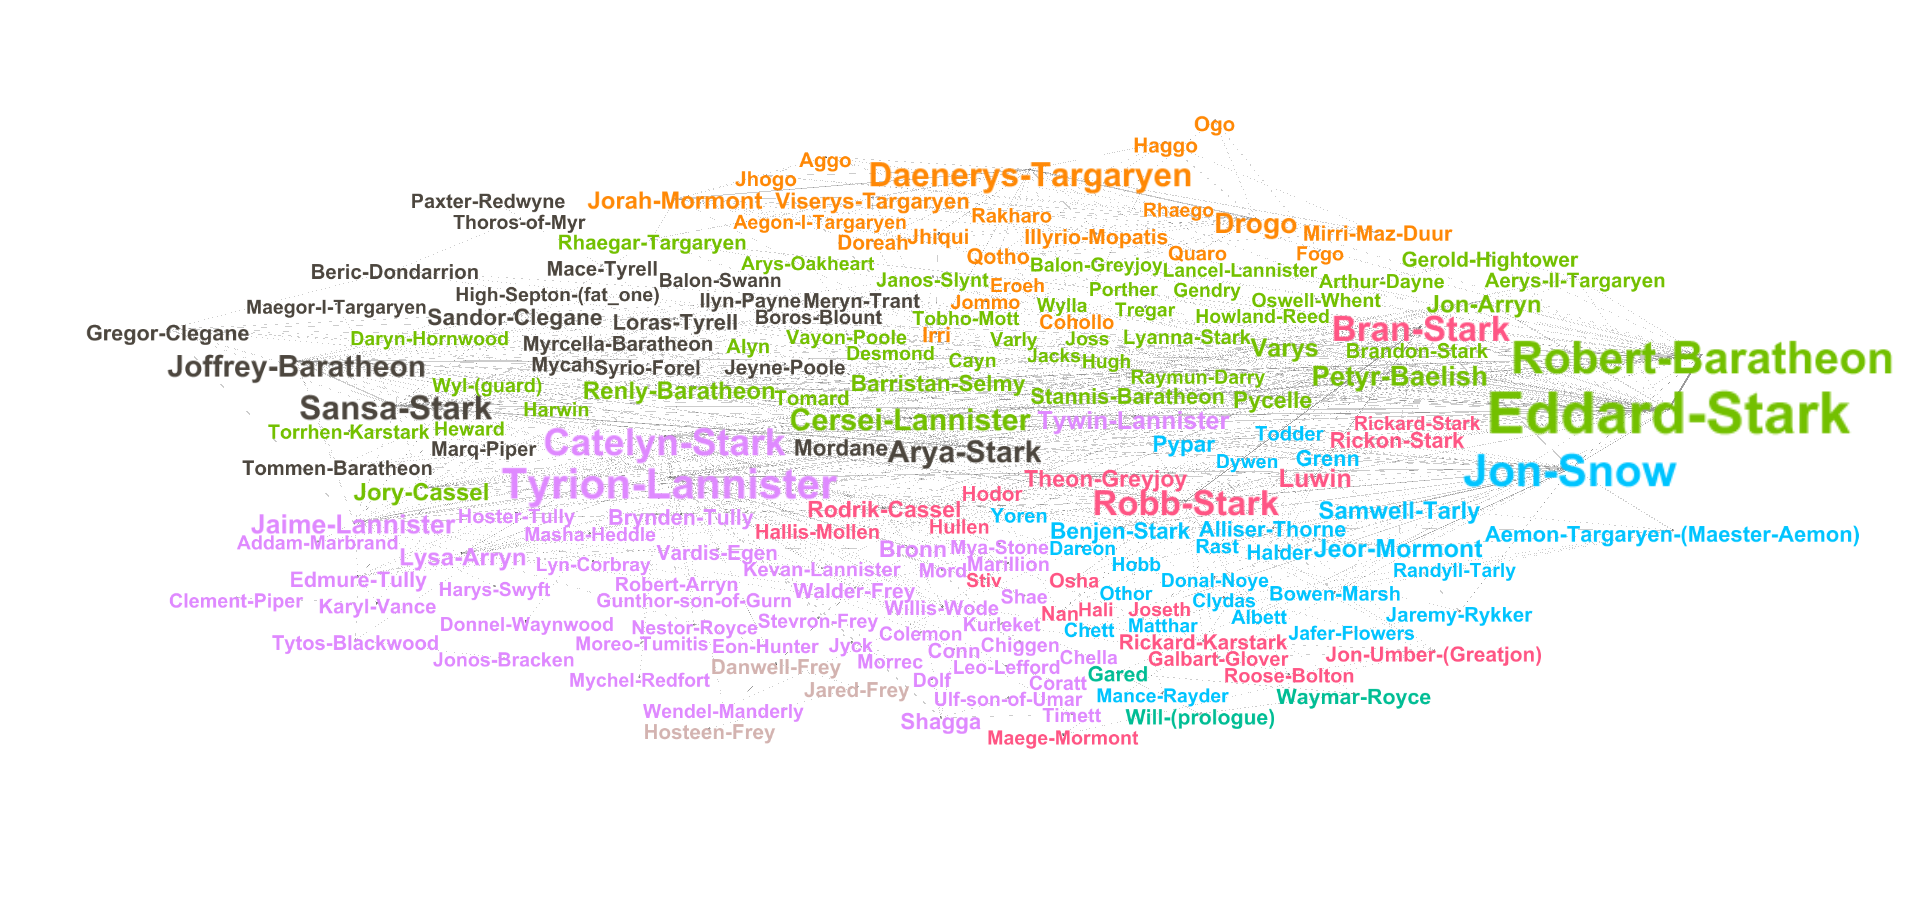 Ogo
Haggo
Aggo
Daenerys-Targaryen
Jhogo
Paxter-Redwyne
Jorah-Mormont
Viserys-Targaryen
Thoros-of-Myr
Aegon-I-Targaryen
Rakharo
Rhaego
Drogo
Mirri-Maz-Duur
Rhaegar-Targaryen
Doreah
Jhiqui
Illyrio-Mopatis
Qotho
Quaro
Fogo
Gerold-Hightower
Beric-Dondarrion
Mace-Tyrell
Arys-Oakheart
Balon-Swann
Janos-Slynt
Balon-Greyjoy
Lancel-Lannister
Arthur-Dayne
Aerys-II-Targaryen
Eroeh
Porther
Gendry
Maegor-I-Targaryen
High-Septon-(fat_one)
Ilyn-Payne
Meryn-Trant
Jommo
Wylla
Tregar
Oswell-Whent
Jon-Arryn
Gregor-Clegane
Sandor-Clegane
Loras-Tyrell
Boros-Blount
Tobho-Mott
Cohollo
Howland-Reed
Bran-Stark
Daryn-Hornwood
Myrcella-Baratheon
Alyn
Vayon-Poole
Irri
Varly
Joss
Lyanna-Stark
Varys
Brandon-Stark
Robert-Baratheon
Joffrey-Baratheon
Mycah
Syrio-Forel
Jeyne-Poole
Desmond
Cayn
Jacks
Hugh
Raymun-Darry
Petyr-Baelish
Wyl-(guard)
Renly-Baratheon
Tomard
Barristan-Selmy
Stannis-Baratheon
Pycelle
Sansa-Stark
Harwin
Cersei-Lannister
Tywin-Lannister
Eddard-Stark
Rickard-Stark
Torrhen-Karstark
Heward
Marq-Piper
Catelyn-Stark
Mordane
Arya-Stark
Pypar
Todder
Rickon-Stark
Tommen-Baratheon
Dywen
Grenn
Jon-Snow
Jory-Cassel
Tyrion-Lannister
Theon-Greyjoy
Luwin
Hodor
Robb-Stark
Jaime-Lannister
Hoster-Tully
Brynden-Tully
Rodrik-Cassel
Yoren
Samwell-Tarly
Addam-Marbrand
Masha-Heddle
Hallis-Mollen
Hullen
Benjen-Stark
Alliser-Thorne
Aemon-Targaryen-(Maester-Aemon)
Lysa-Arryn
Lyn-Corbray
Vardis-Egen
Bronn
Mya-Stone
Dareon
Rast
Halder
Jeor-Mormont
Edmure-Tully
Harys-Swyft
Robert-Arryn
Kevan-Lannister
Mord
Marillion
Hobb
Randyll-Tarly
Stiv
Osha
Donal-Noye
Clement-Piper
Karyl-Vance
Gunthor-son-of-Gurn
Walder-Frey
Willis-Wode
Shae
Othor
Clydas
Bowen-Marsh
Nan
Hali
Joseth
Albett
Jaremy-Rykker
Tytos-Blackwood
Donnel-Waynwood
Nestor-Royce
Stevron-Frey
Colemon
Kurleket
Chett
Matthar
Jafer-Flowers
Jonos-Bracken
Moreo-Tumitis
Eon-Hunter
Jyck
Conn
Chiggen
Rickard-Karstark
Danwell-Frey
Morrec
Leo-Lefford
Chella
Galbart-Glover
Jon-Umber-(Greatjon)
Mychel-Redfort
Jared-Frey
Dolf
Coratt
Gared
Roose-Bolton
Ulf-son-of-Umar
Mance-Rayder
Waymar-Royce
Wendel-Manderly
Shagga
Timett
Will-(prologue)
Hosteen-Frey
Maege-Mormont